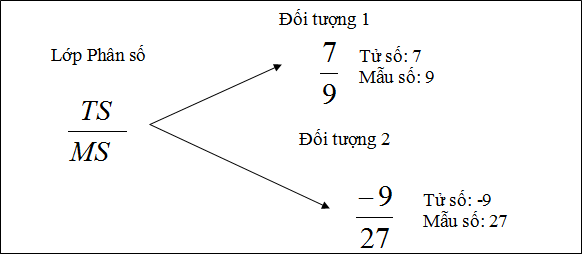 Đối tượng 1
Lớp Phân số
7
9
Tử số: 7
Mẫu số: 9
TS
MS
Đối tượng 2
-9
27
Tử số: -9
Mẫu số: 27